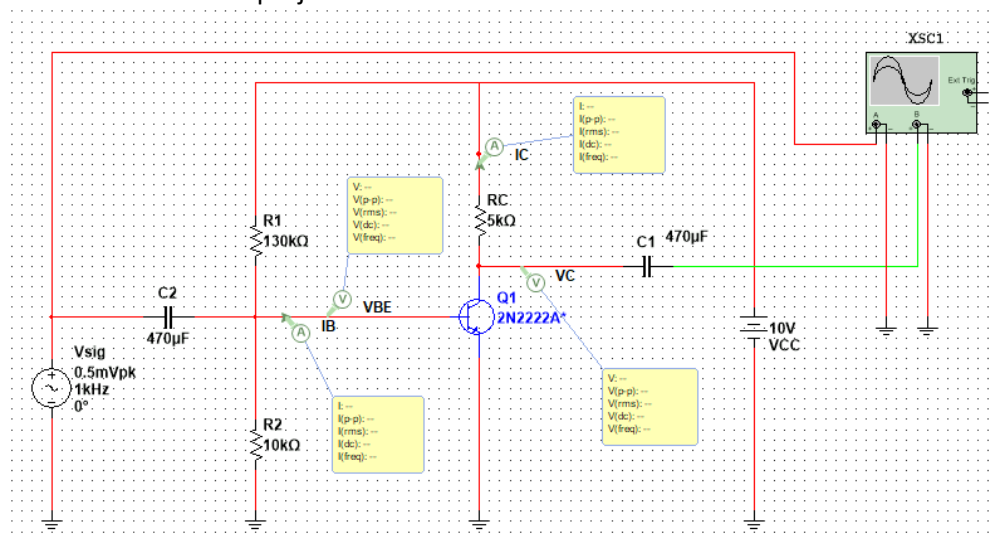 XSC1
Ext Trig
+
A
B
+
−
+
−
I: --
I(p-p): --
I(rms): --
I(dc): --
I(freq): --
A
IC
V: --
V(p-p): --
V(rms): --
V(dc): --
V(freq): --
RC
5kΩ
R1
130kΩ
C1
470µF
VC
V
C2
470µF
V
VBE
IB
A
Q1
2N2222A*
10V
VCC
Vsig
0.5mVpk
1kHz
0°
R2
10kΩ
I: --
I(p-p): --
I(rms): --
I(dc): --
I(freq): --
V: --
V(p-p): --
V(rms): --
V(dc): --
V(freq): --